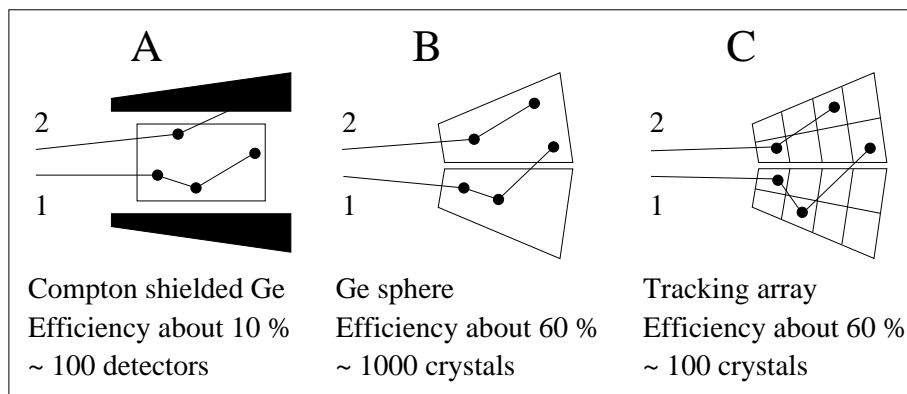 A
2
1
Compton shielded Ge
Efficiency about 10 %
~ 100 detectors
B
2
1
Ge sphere
Efficiency about 60 %
~ 1000 crystals
C
2
1
Tracking array
Efficiency about 60 %
~ 100 crystals